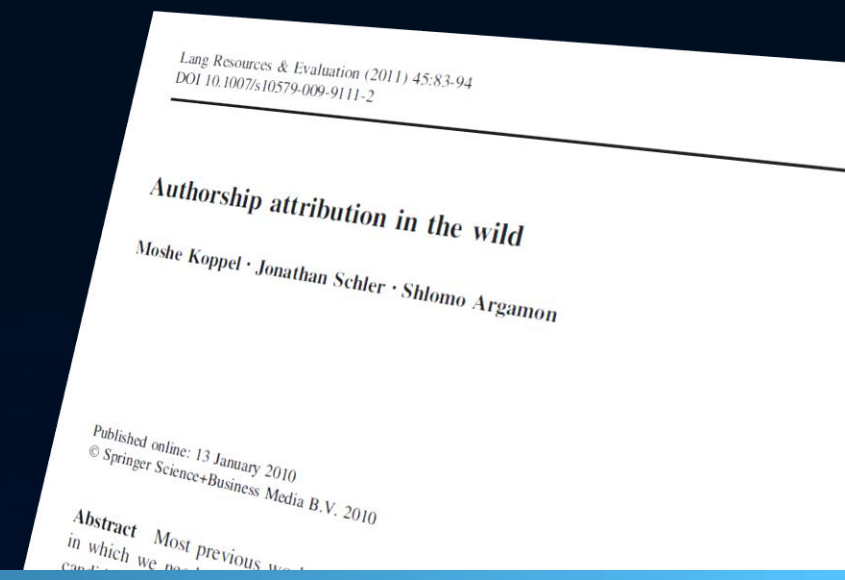 Lang Resources & Evaluation (2011) 45:83-94
DOI 10.1007/s10579-009-9111-2
Authorship attribution in the wild
Moshe Koppel · Jonathan Schler · Shlomo Argamon
Published online: 13 January 2010
© Springer Science+Business Media B.V. 2010
Abstract Most previous
in which we